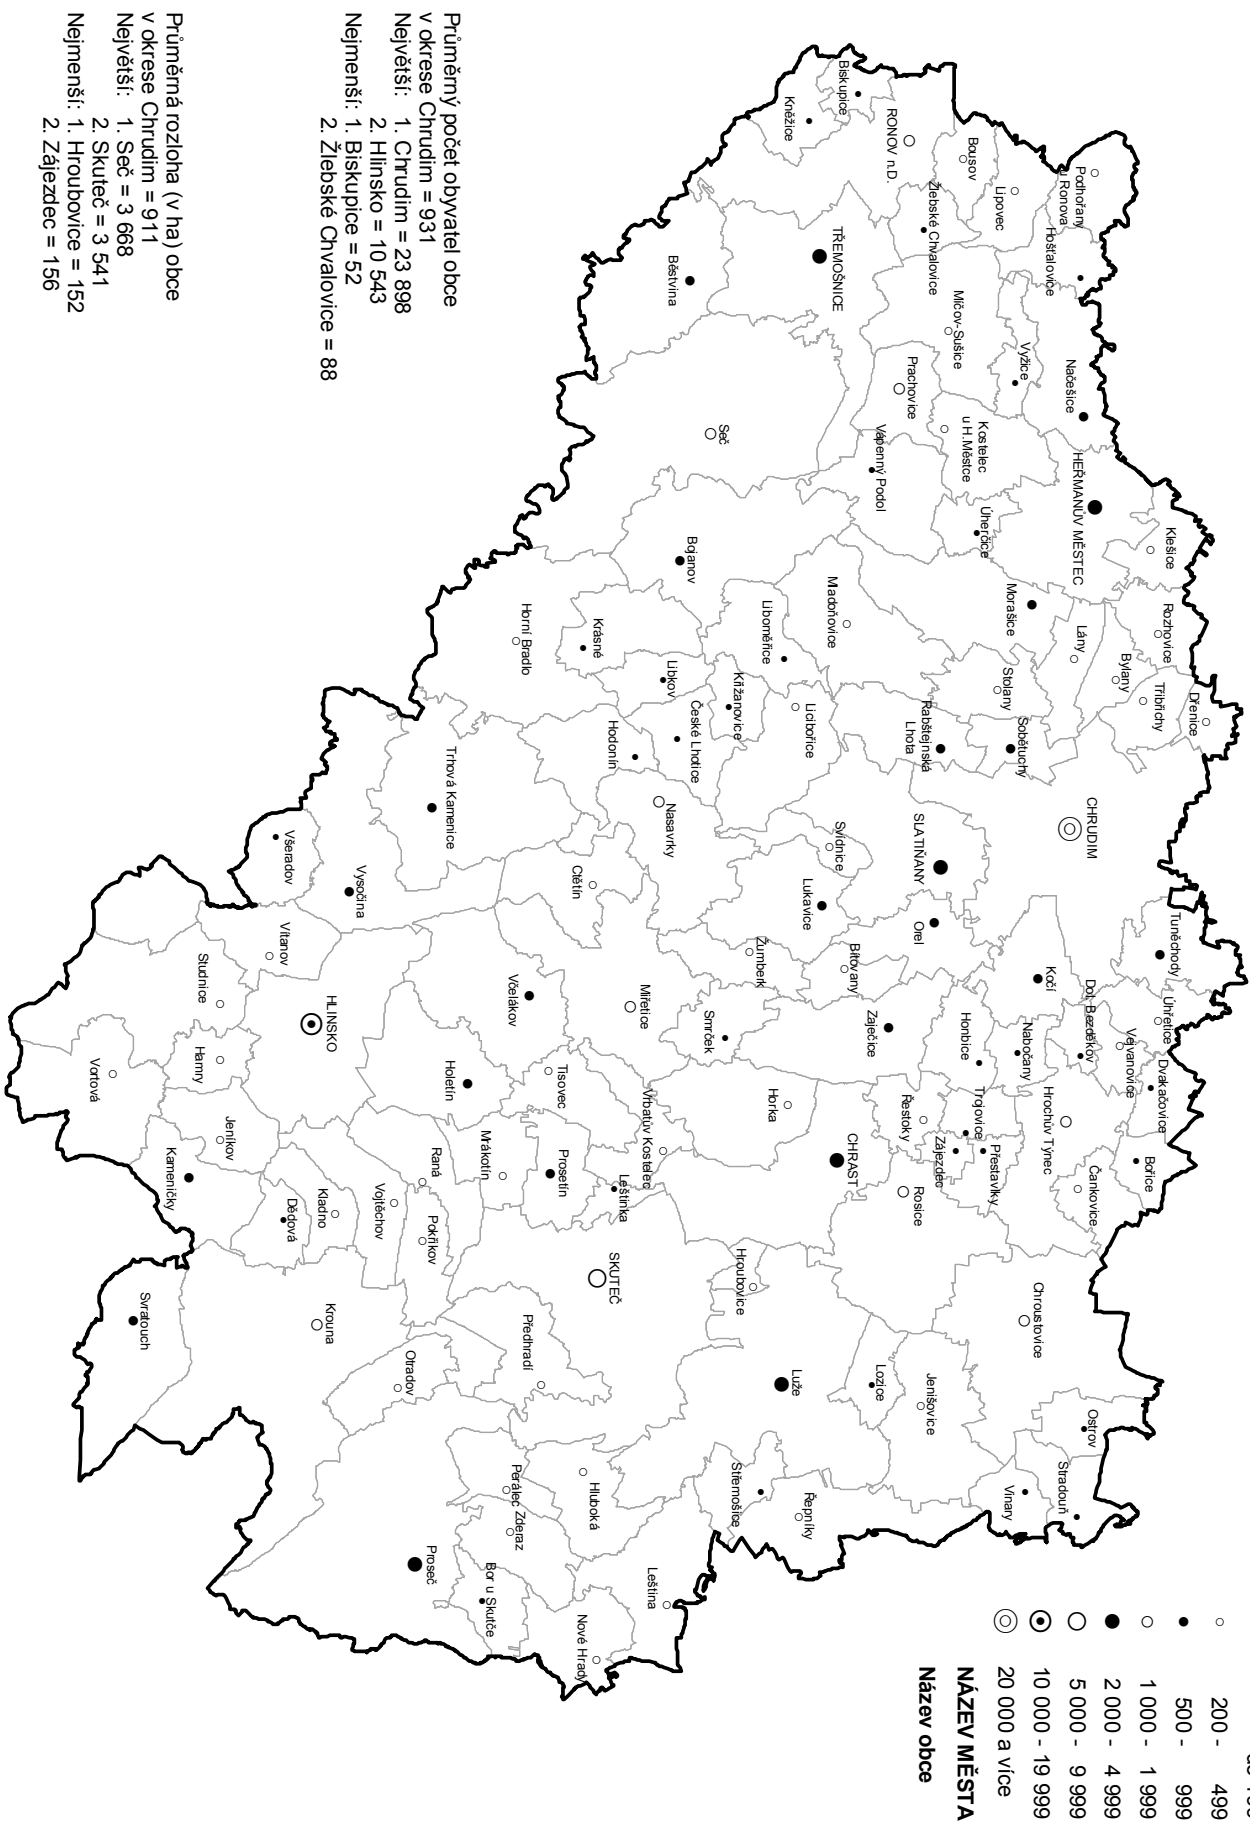 199
200 - 499
500 - 999
1 000 - 1 999
2 000 - 4 999
5 000 - 9 999
10 000 - 19 999
20 000 a více
NÁZEV MĚSTA
Název obce
Dřenice
Rozhovice
Klešice
Tuněchody
Úhřetice
Tříbřichy
Bylany
Vejvanovice
Dvakačovice
Bořice
Podhořany
u Ronova
Hošťalovice
Načešice
HEŘMANŮV MĚSTEC
Lány
CHRUDIM
Dol. Bezděkov
Čankovice
Ostrov
Stradouň
Lipovec
Vyžice
Morašice
Stolany
Sobětuchy
Kočí
Nabočany
Hrochův Týnec
Chroustovice
Vinary
Bousov
Míčov-Sušice
Kostelec
u H.Městce
Úherčice
Honbice
Trojovice
Přestavlky
Žlebské Chvalovice
Prachovice
Rabštejnská
Lhota
SLATIŇANY
Orel
Řestoky
Zájezdec
Rosice
Jenišovice
RONOV n.D.
Vápenný Podol
Zaječice
Lozice
Biskupice
TŘEMOŠNICE
Madoňovice
Svídnice
Bítovany
CHRAST
Kněžice
Liboměřice
Licibořice
Lukavice
Horka
Luže
Řepníky
Křižanovice
Žumberk
Hroubovice
Střemošice
Běstvina
Seč
Bojanov
České Lhotice
Smrček
Libkov
Nasavrky
Miřetice
Vrbatův Kostelec
Leština
Krásné
Hodonín
Leštinka
SKUTEČ
Ctětín
Hluboká
Nové Hrady
Horní Bradlo
Včelákov
Tisovec
Prosetín
Předhradí
Perálec
Zderaz
Bor u Skutče
Trhová Kamenice
Holetín
Mrákotín
Raná
Pokřikov
Otradov
Proseč
Vysočina
Vojtěchov
Všeradov
Vítanov
HLINSKO
Kladno
Dědová
Krouna
Studnice
Hamry
Jeníkov
Kameničky
Svratouch
Vortová
Průměrný počet obyvatel obce
v okrese Chrudim = 931
Největší: 1. Chrudim = 23 898
2. Hlinsko = 10 543
Nejmenší: 1. Biskupice = 52
2. Žlebské Chvalovice = 88
Průměrná rozloha (v ha) obce
v okrese Chrudim = 911
Největší: 1. Seč = 3 668
2. Skuteč = 3 541
Nejmenší: 1. Hroubovice = 152
2. Zájezdec = 156